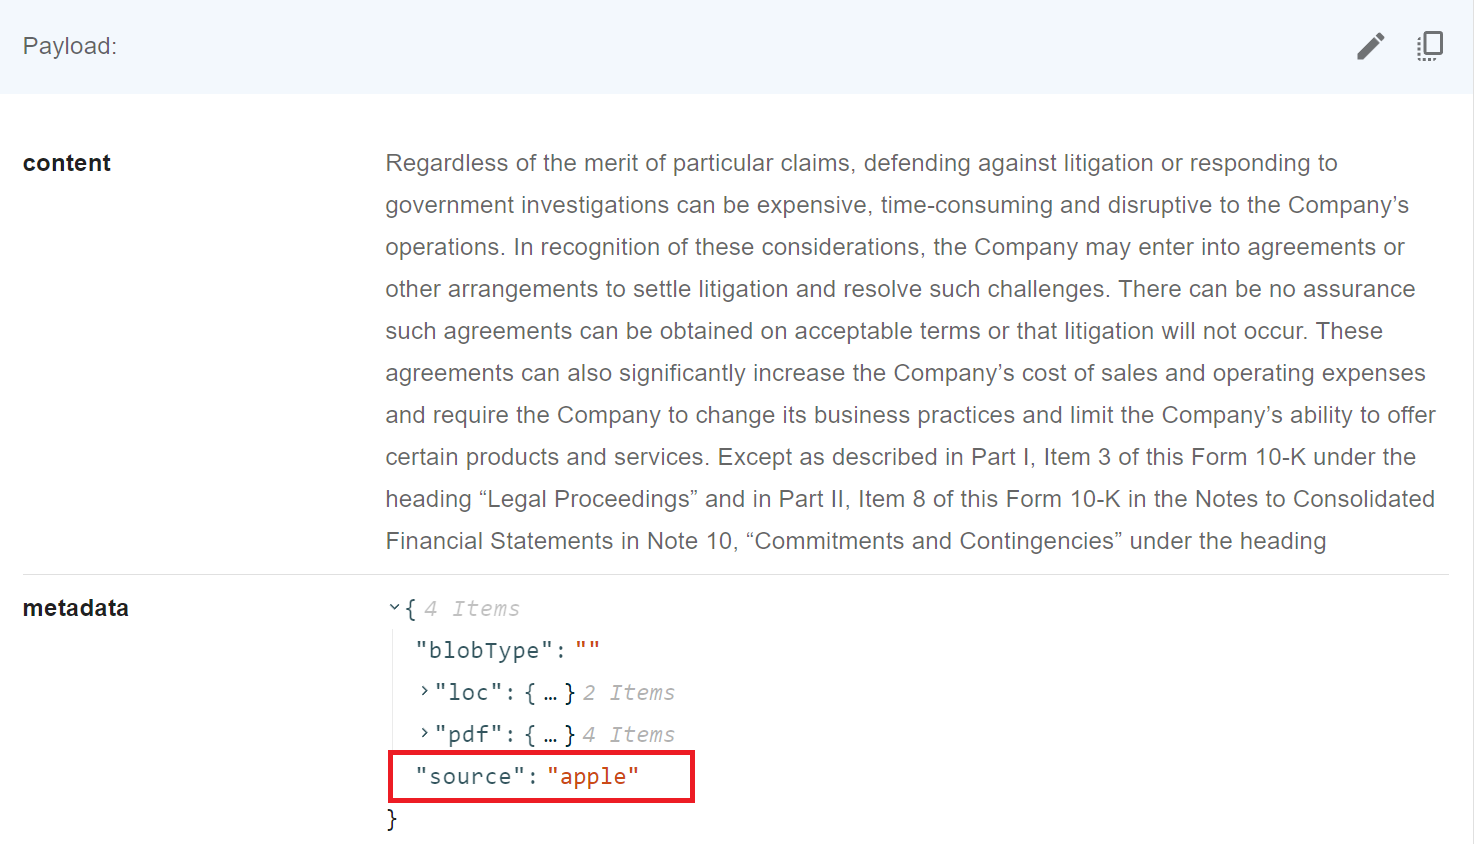 Payload:
content
Regardless of the merit of particular claims, defending against litigation or responding to
government investigations can be expensive, time-consuming and disruptive to the Company’s
operations. In recognition of these considerations, the Company may enter into agreements or
other arrangements to settle litigation and resolve such challenges. There can be no assurance
such agreements can be obtained on acceptable terms or that litigation will not occur. These
agreements can also significantly increase the Company’s cost of sales and operating expenses
and require the Company to change its business practices and limit the Company’s ability to offer
certain products and services. Except as described in Part I, Item 3 of this Form 10-K under the
heading “Legal Proceedings” and in Part II, Item 8 of this Form 10-K in the Notes to Consolidated
Financial Statements in Note 10, “Commitments and Contingencies” under the heading
metadata
{ 4 Items
"blobType": ""
"loc": { … } 2 Items
"pdf": { … } 4 Items
"source": "apple"
}